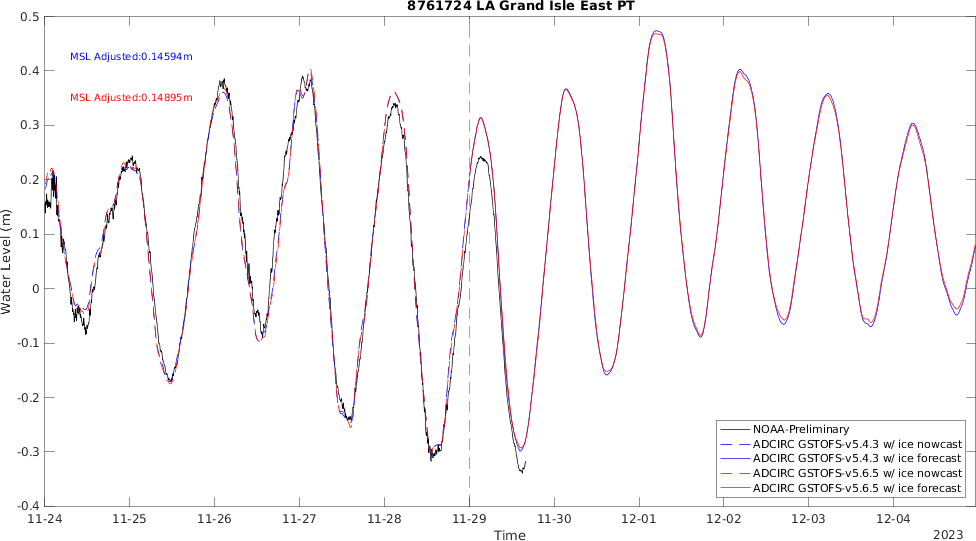 8761724 LA Grand Isle East PT
MSL Adjusted:0.14594m
MSL Adjusted:0.14895m
0.5
0.4
0.3
0.2
0.1
0
-0.1
-0.2
-0.3
-0.4
Water Level (m)
NOAA-Preliminary
ADCIRC GSTOFS-v5.4.3 w/ ice nowcast
ADCIRC GSTOFS-v5.4.3 w/ ice forecast
ADCIRC GSTOFS-v5.6.5 w/ ice nowcast
ADCIRC GSTOFS-v5.6.5 w/ ice forecast
11-24 11-25 11-26 11-27 11-28 11-29 11-30 12-01 12-02 12-03 12-04
Time
2023